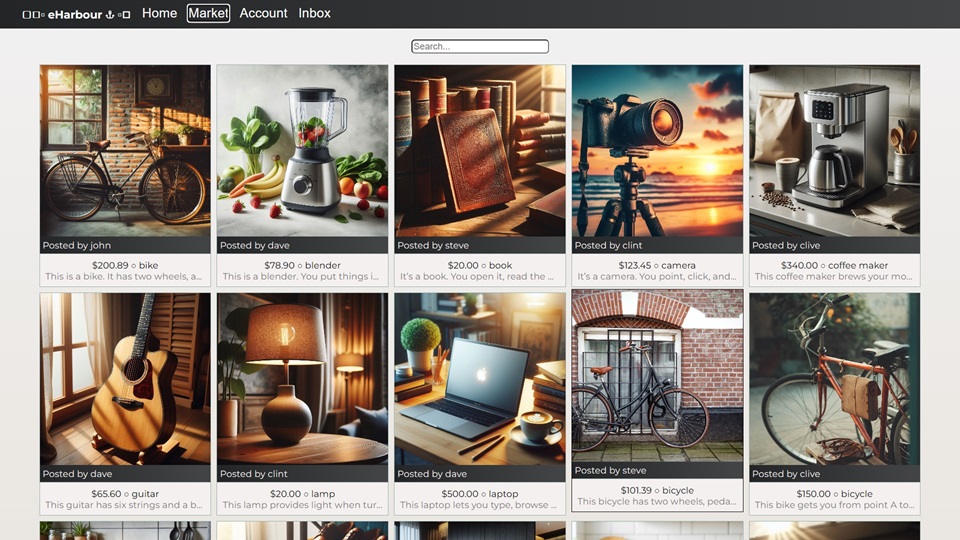 eHarbour ⚓ Home Market Account Inbox
Search...
Posted by john
$200.89 ○ bike
This is a bike. It has two wheels, a...
Posted by dave
$78.90 ○ blender
This is a blender. You put things i...
Posted by steve
$20.00 ○ book
It's a book. You open it, read the ...
Posted by clint
$123.45 ○ camera
It's a camera. You point, click, and...
Posted by clive
$340.00 ○ coffee maker
This coffee maker brews your mo...
Posted by dave
$65.60 ○ guitar
This guitar has six strings and a b...
Posted by clint
$20.00 ○ lamp
This lamp provides light when tur...
Posted by dave
$500.00 ○ laptop
This laptop lets you type, browse ...
Posted by steve
$101.39 ○ bicycle
This bicycle has two wheels, peda...
Posted by clive
$150.00 ○ bicycle
This bike gets you from point A to...